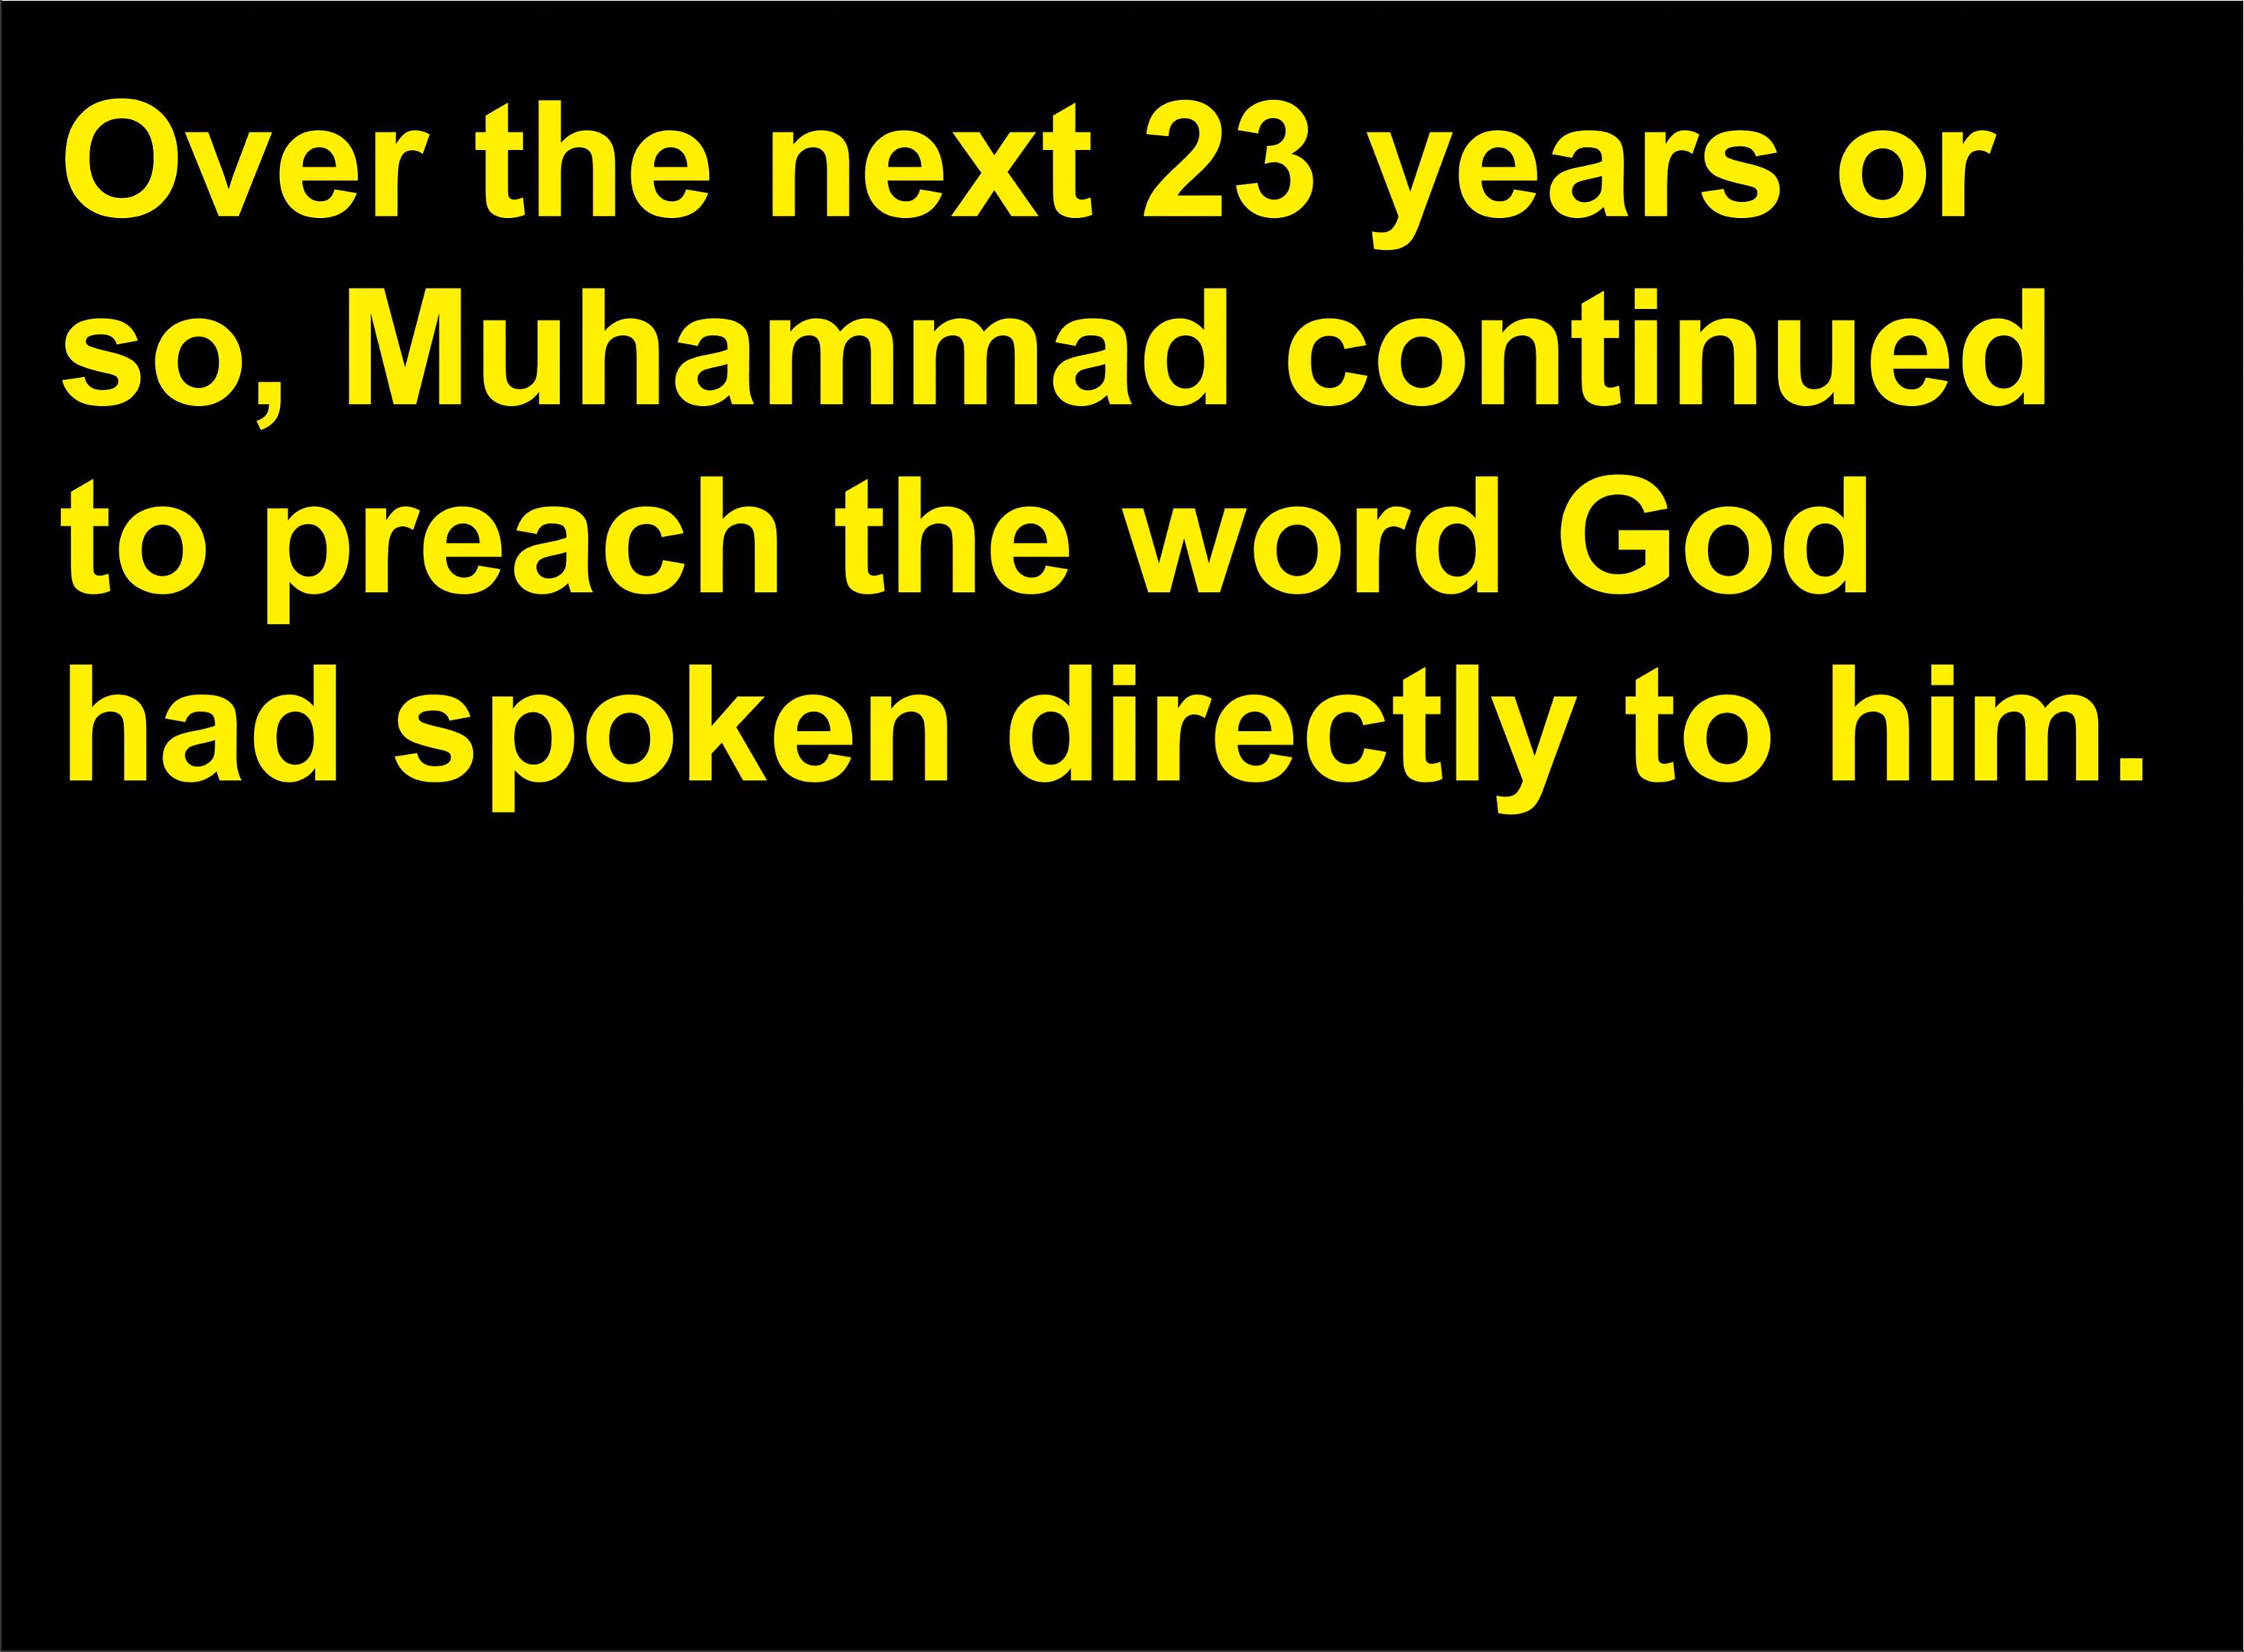 Over the next 23 years or
so, Muhammad continued
to preach the word God
had spoken directly to him.